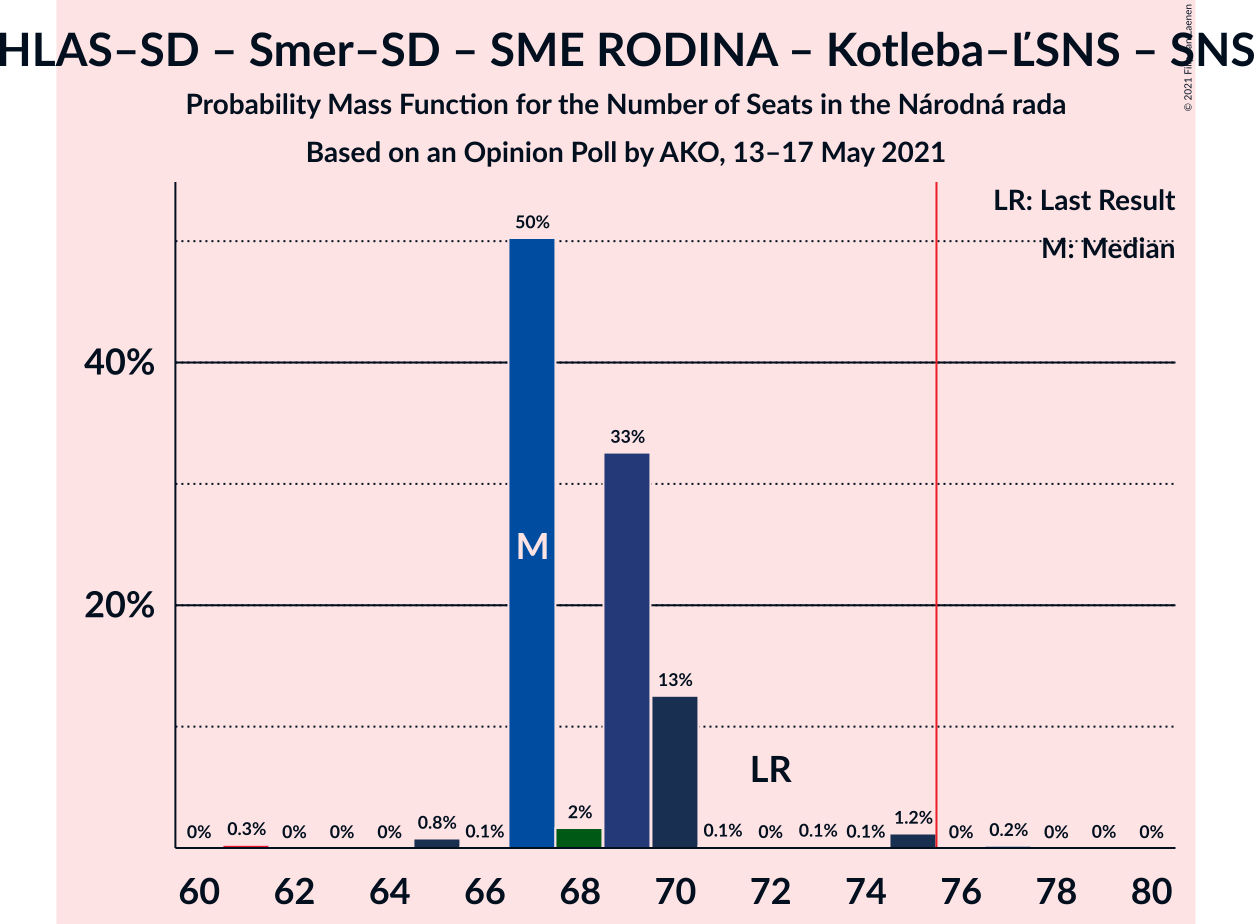 HLAS–SD – Smer–SD – SME RODINA – Kotleba–ĽSNS – SNS
Probability Mass Function for the Number of Seats in the Národná rada
Based on an Opinion Poll by AKO, 13–17 May 2021
© 2021
LR: Last Result
M: Median
50%
40%
33%
M
20%
13%
LR
0% 0.3% 0% 0% 0% 0.8% 0.1% 2% 0.1% 0% 0.1% 0.1% 1.2% 0% 0.2% 0% 0% 0%
60 62 64 66 68 70 72 74 76 78 80